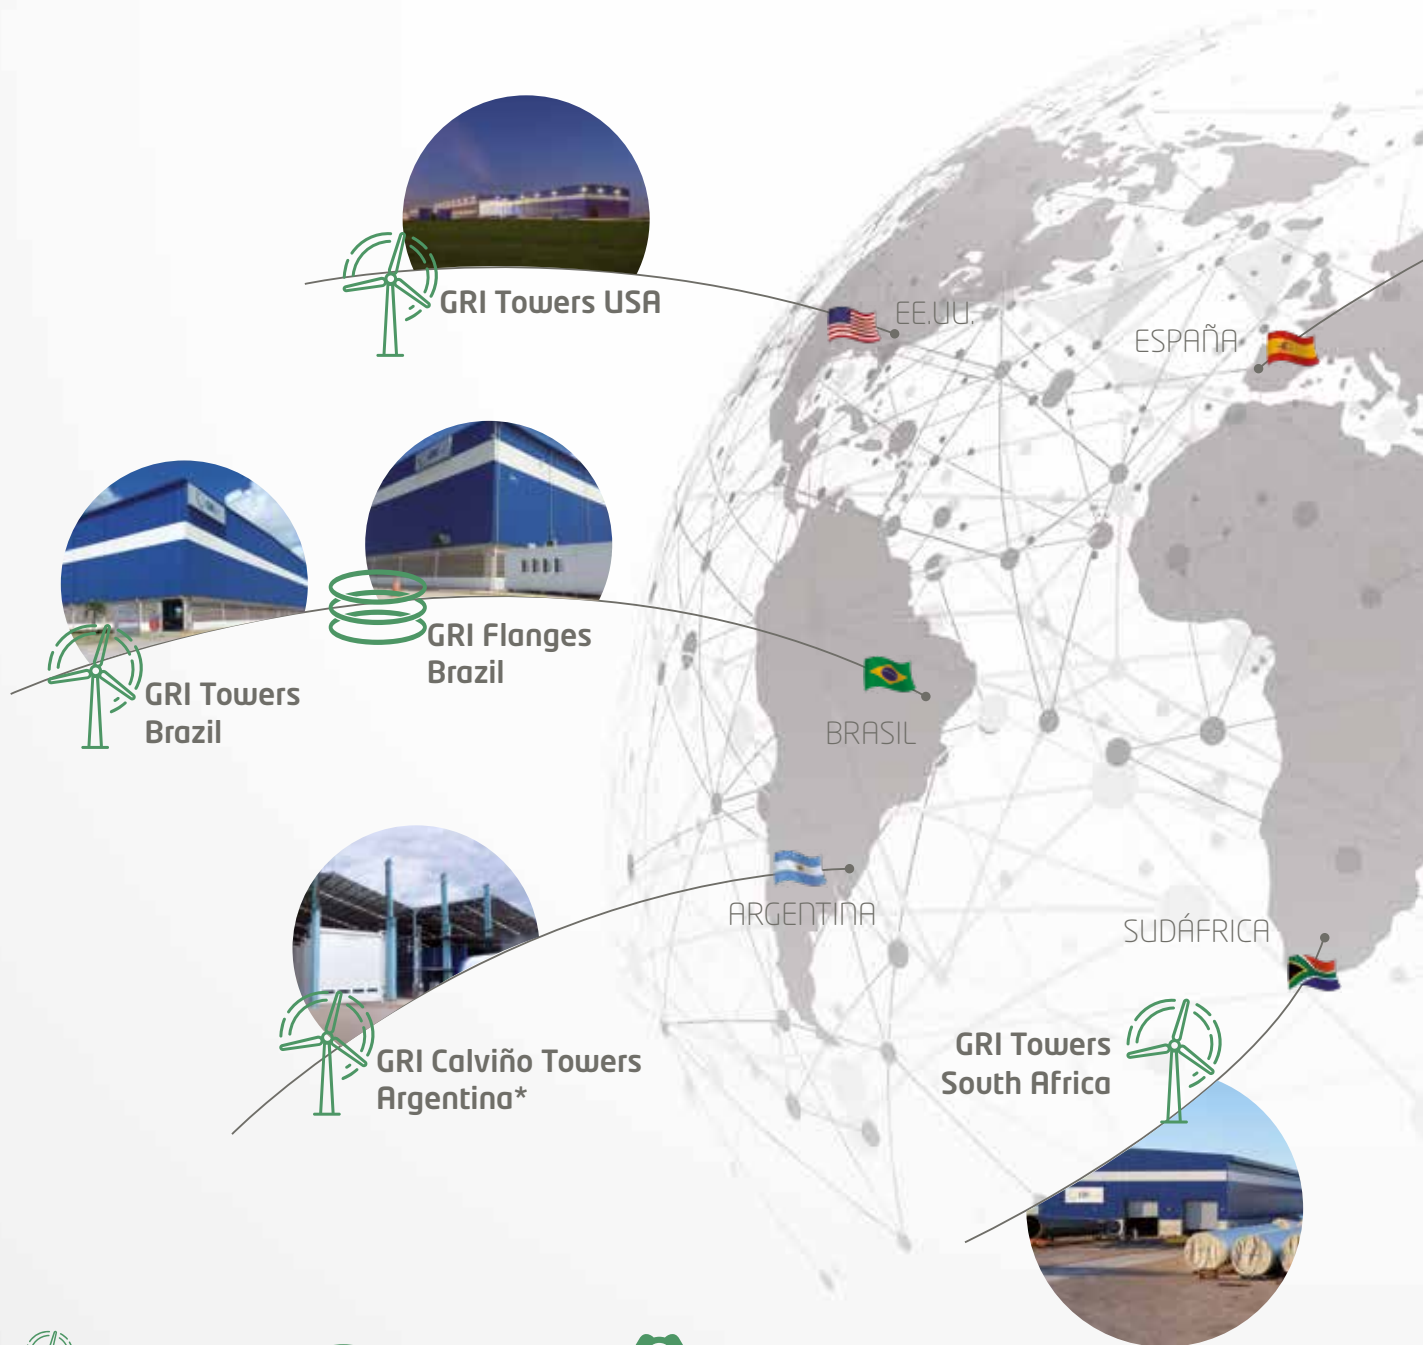 GRI Towers USA
EE.UU.
ESPAÑA
GRI Flanges
Brazil
GRI Towers
Brazil
BRASIL
ARGENTINA
SUDÁFRICA
GRI Calviño Towers
Argentina*
GRI Towers
South Africa